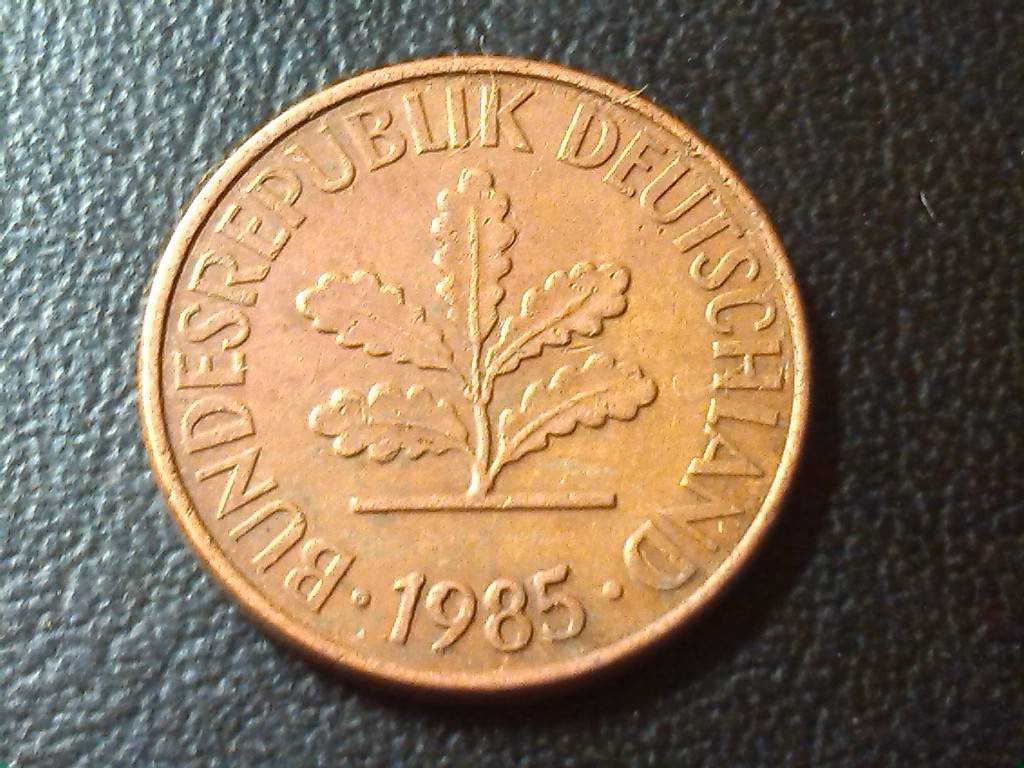 BUNDESREPUBLIK DEUTSCHLAND
· 1985 ·